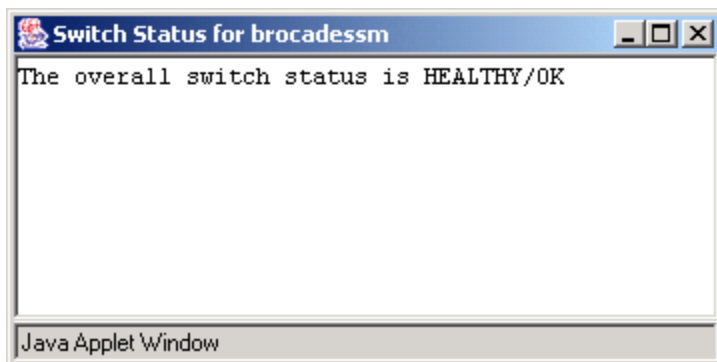 Switch Status for brocadessm
The overall switch status is HEALTHY/OK
Java Applet Window